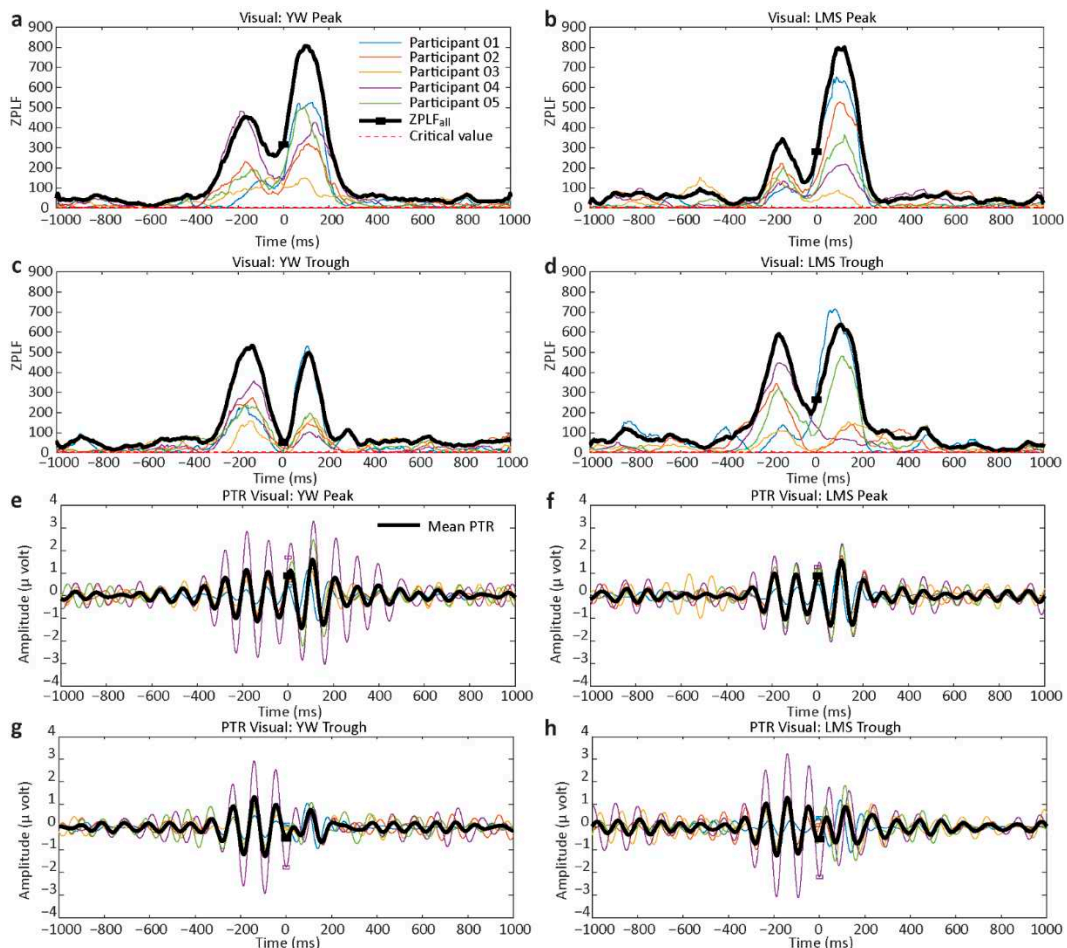 a
Visual: YW Peak
900
800
700
600
500
400
300
200
100
0
ZPLF
Participant 01
Participant 02
Participant 03
Participant 04
Participant 05
ZPLFall
Critical value
−1000 −800 −600 −400 −200 0 200 400 600 800 1000
Time (ms)
b
Visual: LMS Peak
900
800
700
600
500
400
300
200
100
0
ZPLF
−1000 −800 −600 −400 −200 0 200 400 600 800 1000
Time (ms)
c
Visual: YW Trough
900
800
700
600
500
400
300
200
100
0
ZPLF
−1000 −800 −600 −400 −200 0 200 400 600 800 1000
Time (ms)
d
Visual: LMS Trough
900
800
700
600
500
400
300
200
100
0
ZPLF
−1000 −800 −600 −400 −200 0 200 400 600 800 1000
Time (ms)
e
PTR Visual: YW Peak
4
3
2
1
0
−1
−2
−3
−4
Amplitude (μ volt)
Mean PTR
−1000 −800 −600 −400 −200 0 200 400 600 800 1000
Time (ms)
f
PTR Visual: LMS Peak
4
3
2
1
0
−1
−2
−3
−4
Amplitude (μ volt)
−1000 −800 −600 −400 −200 0 200 400 600 800 1000
Time (ms)
g
PTR Visual: YW Trough
4
3
2
1
0
−1
−2
−3
−4
Amplitude (μ volt)
−1000 −800 −600 −400 −200 0 200 400 600 800 1000
Time (ms)
h
PTR Visual: LMS Trough
4
3
2
1
0
−1
−2
−3
−4
Amplitude (μ volt)
−1000 −800 −600 −400 −200 0 200 400 600 800 1000
Time (ms)